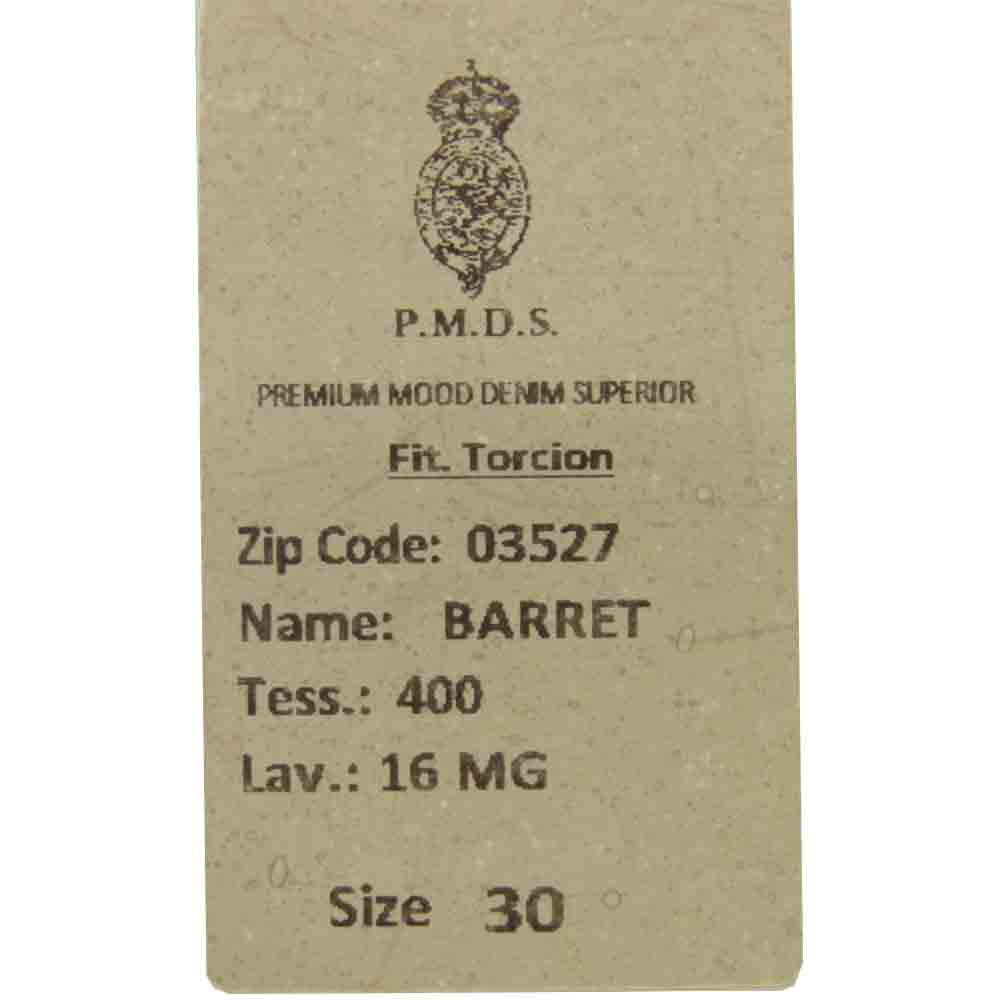 P.M.D.S.
PREMIUM MOOD DENIM SUPERIOR
Fit. Torcion
Zip Code: 03527
Name: BARRET
Tess.: 400
Lav.: 16 MG
Size 30